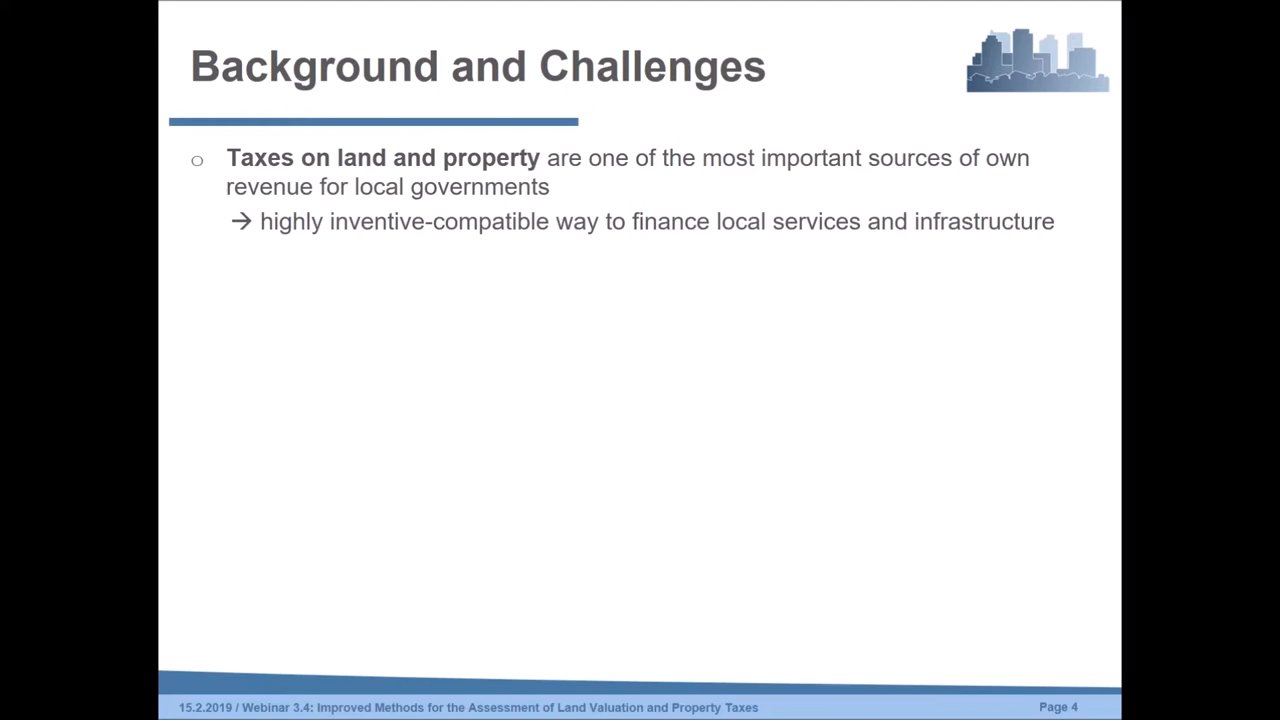 Background and Challenges
○ Taxes on land and property are one of the most important sources of own
revenue for local governments
→ highly inventive-compatible way to finance local services and infrastructure
15.2.2019 / Webinar 3.4: Improved Methods for the Assessment of Land Valuation and Property Taxes
Page 4